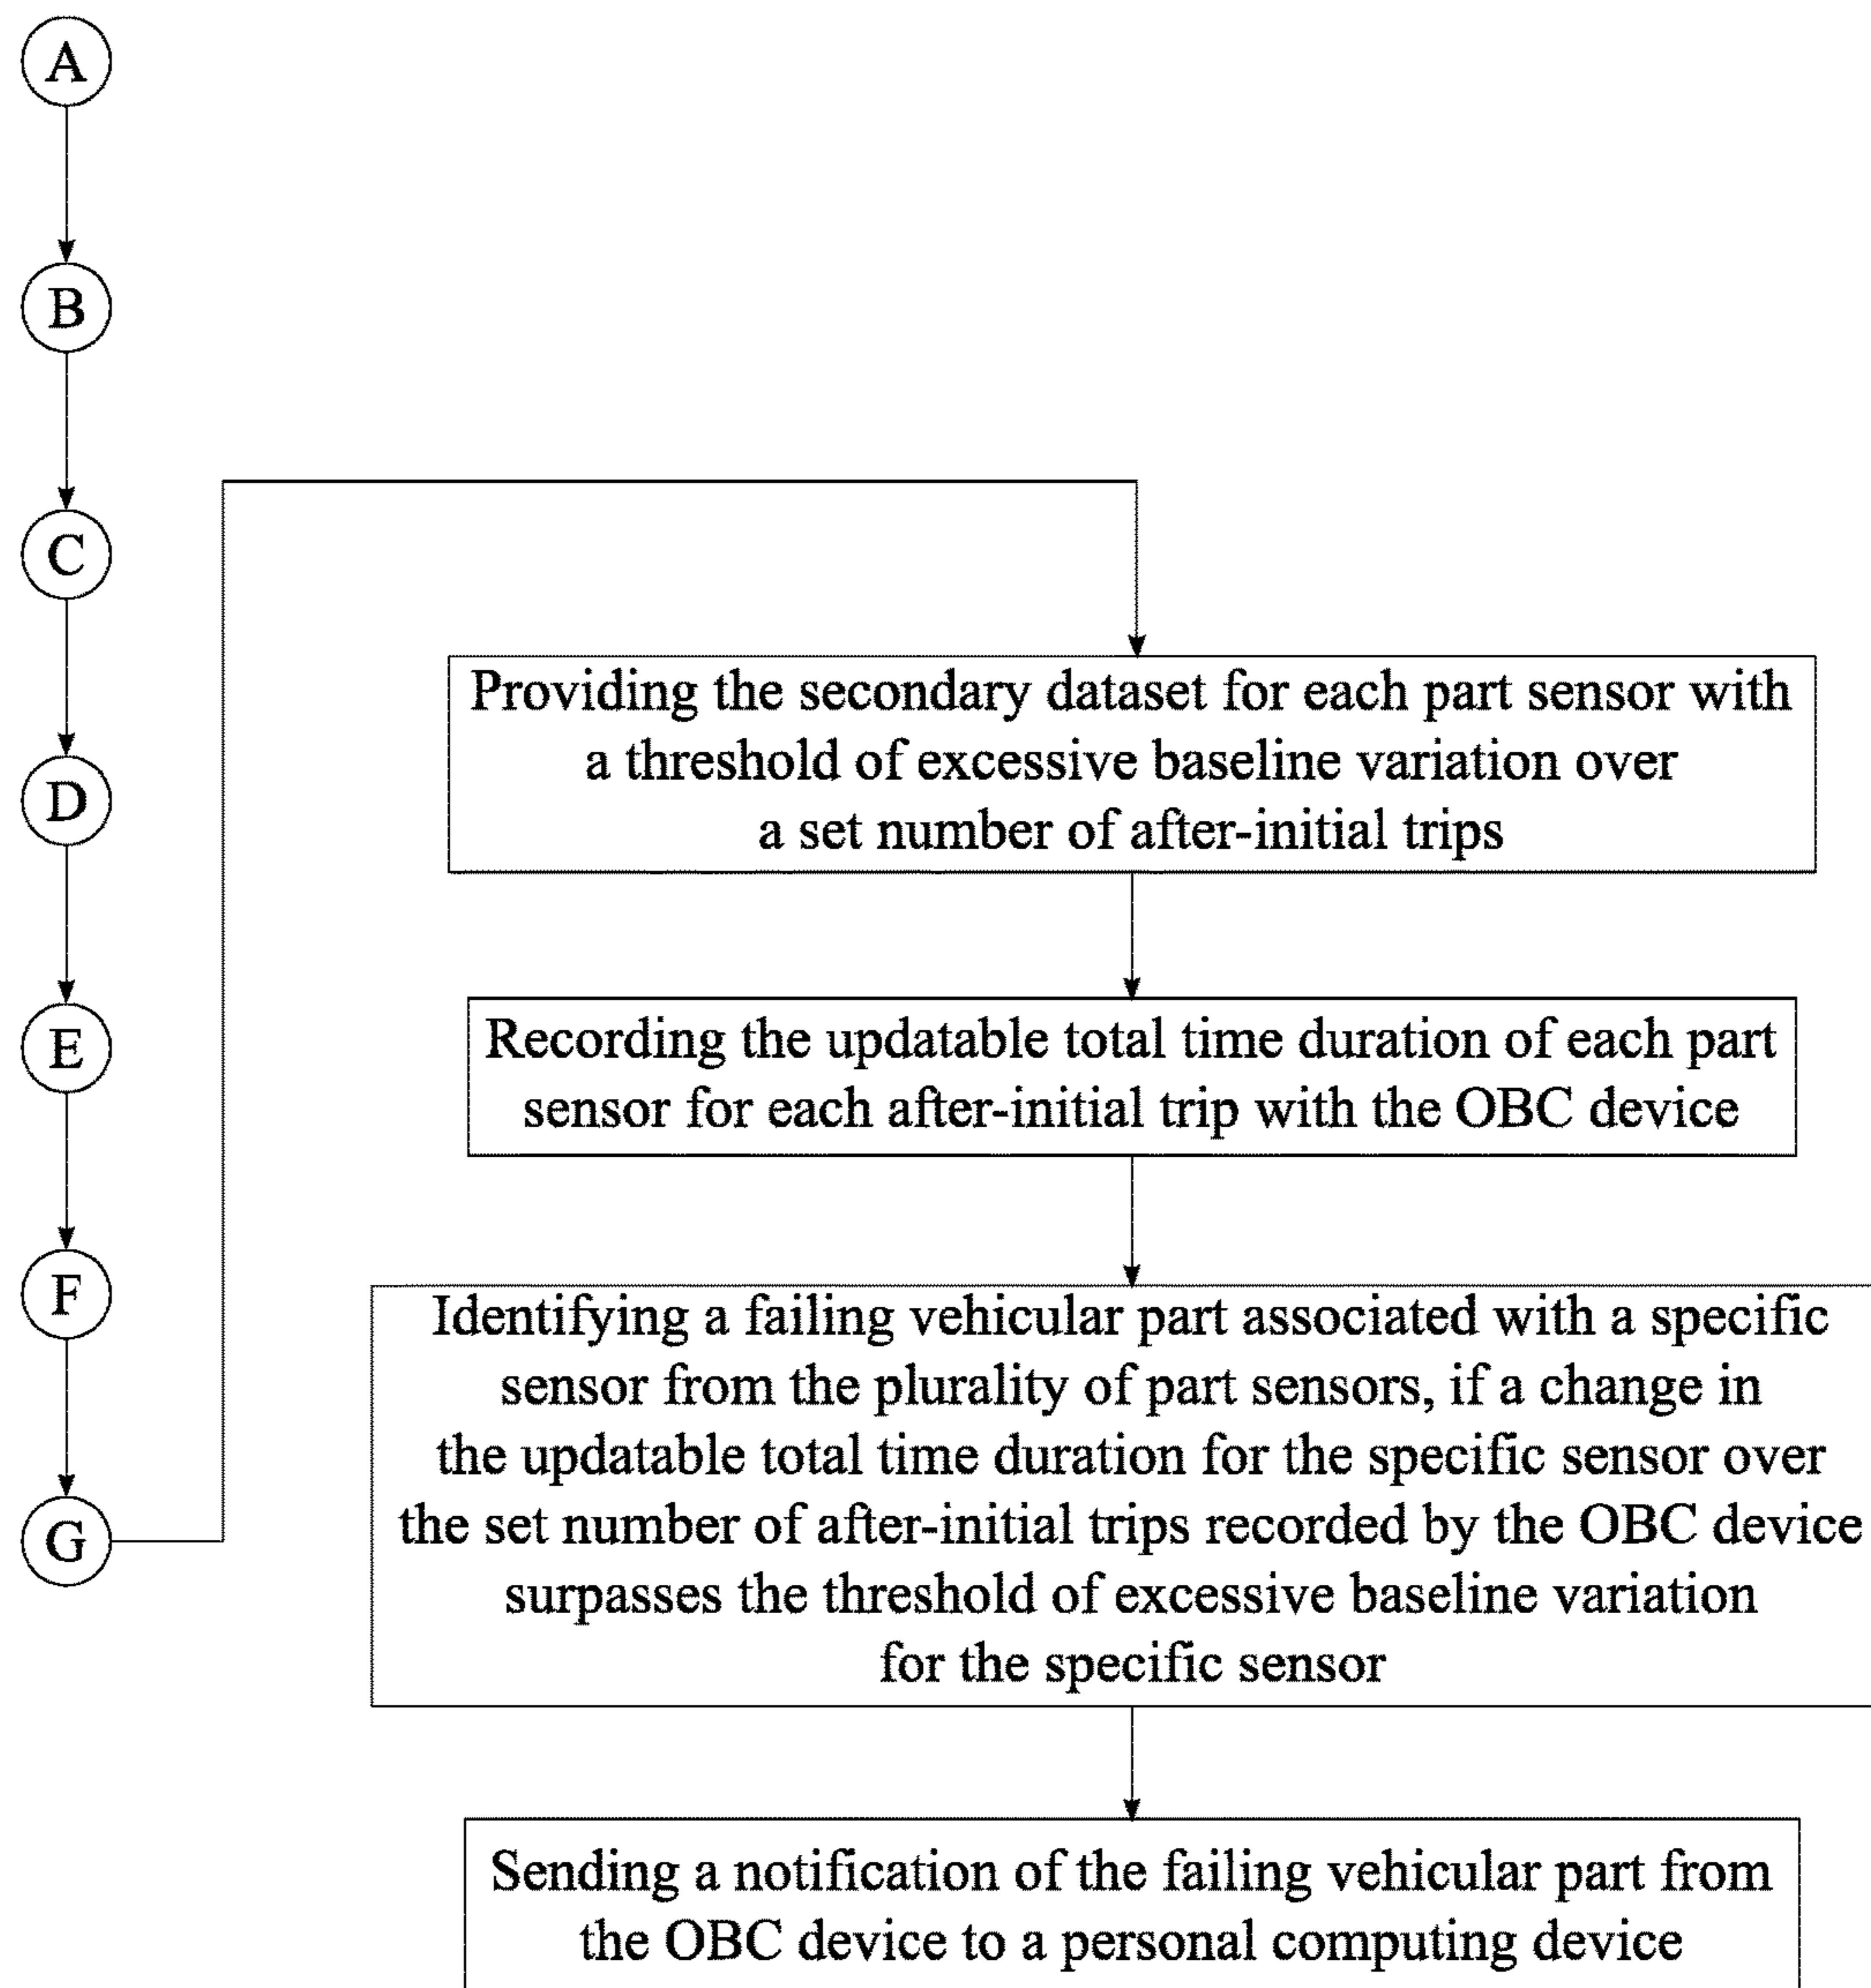 A
B
C
D
E
F
G
Providing the secondary dataset for each part sensor with
a threshold of excessive baseline variation over
a set number of after-initial trips
Recording the updatable total time duration of each part
sensor for each after-initial trip with the OBC device
Identifying a failing vehicular part associated with a specific
sensor from the plurality of part sensors, if a change in
the updatable total time duration for the specific sensor over
the set number of after-initial trips recorded by the OBC device
surpasses the threshold of excessive baseline variation
for the specific sensor
Sending a notification of the failing vehicular part from
the OBC device to a personal computing device